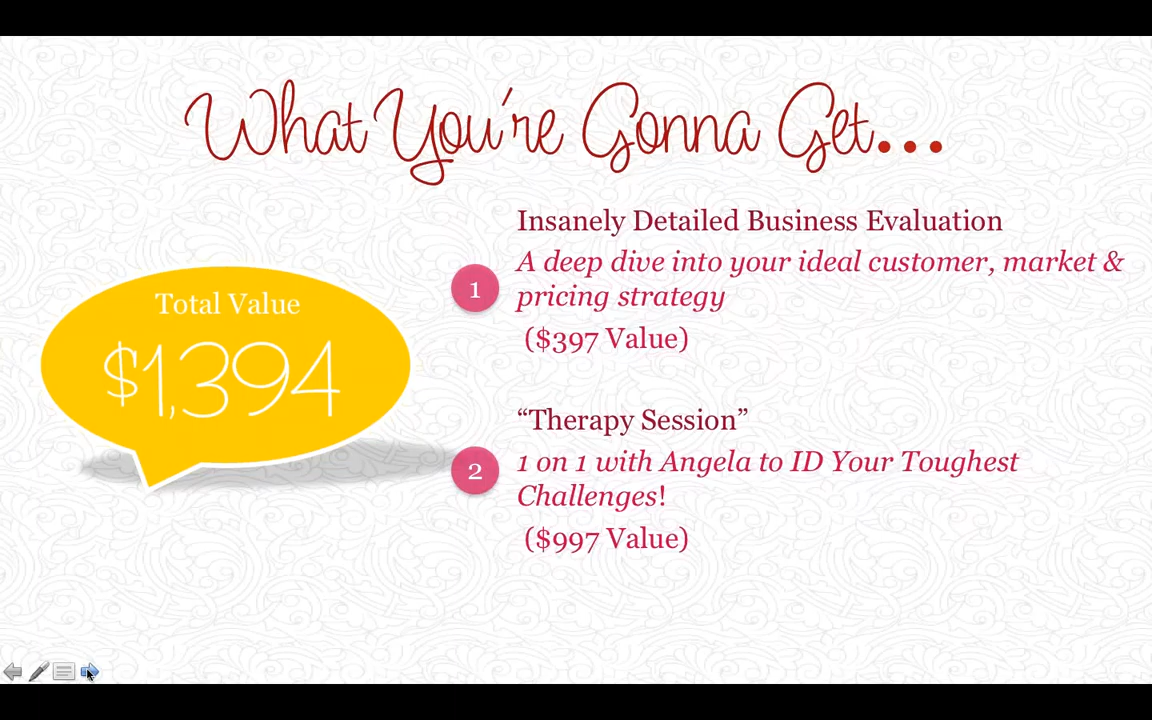 What You're Gonna Get...
Total Value
$1,394
1
Insanely Detailed Business Evaluation
A deep dive into your ideal customer, market &
pricing strategy
($397 Value)
2
“Therapy Session”
1 on 1 with Angela to ID Your Toughest
Challenges!
($997 Value)